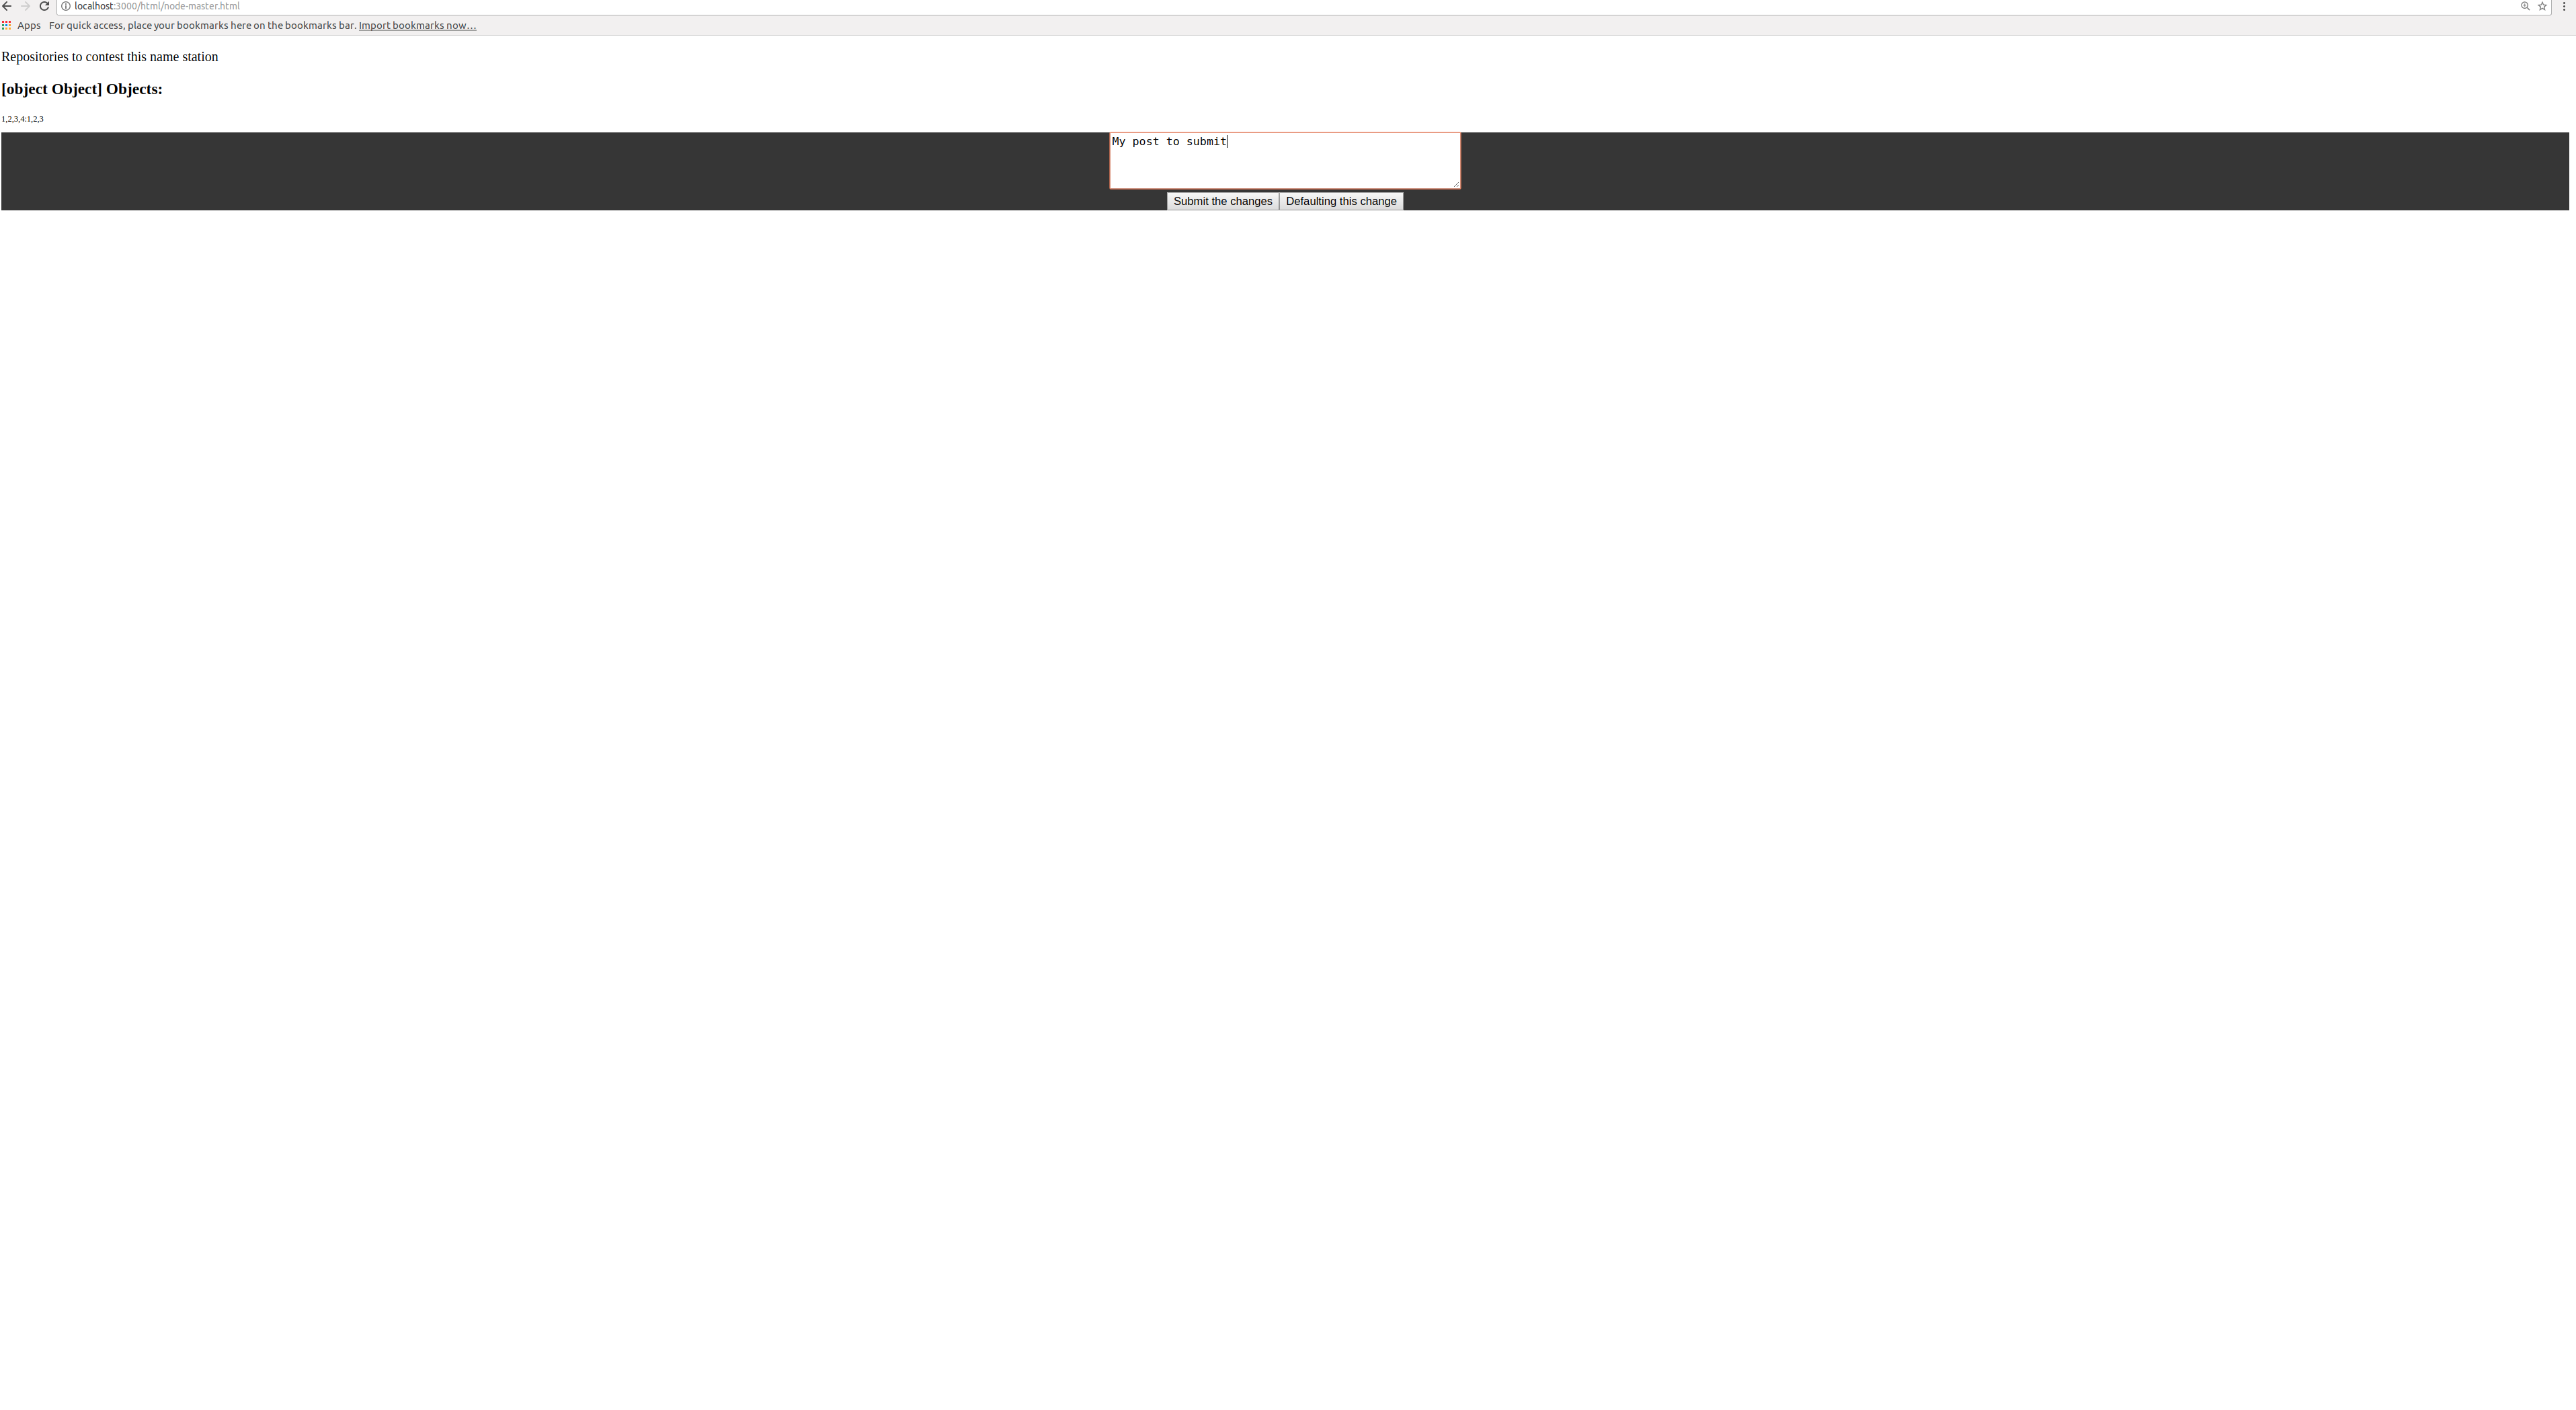 localhost:3000/html/node-master.html
Apps For quick access, place your bookmarks here on the bookmarks bar. Import bookmarks now...
Repositories to contest this name station
[object Object] Objects:
1,2,3,4:1,2,3
My post to submit
Submit the changes Defaulting this change